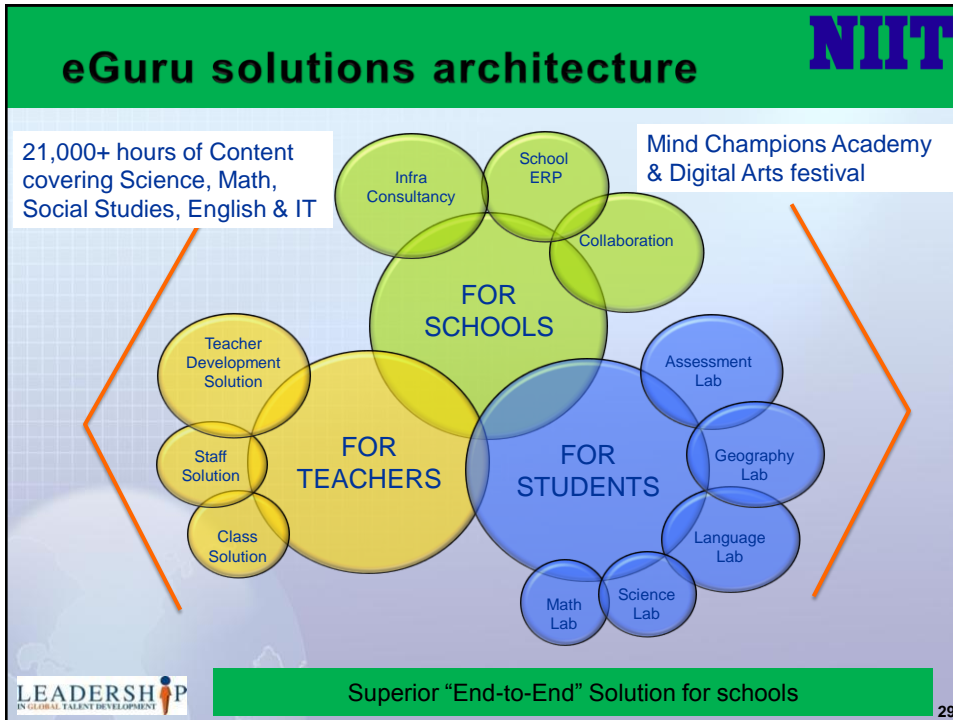 eGuru solutions architecture
NIIT
21,000+ hours of Content
covering Science, Math,
Social Studies, English & IT
Mind Champions Academy
& Digital Arts festival
Infra
Consultancy
School
ERP
Collaboration
FOR
SCHOOLS
Teacher
Development
Solution
Staff
Solution
Class
Solution
FOR
TEACHERS
FOR
STUDENTS
Assessment
Lab
Geography
Lab
Language
Lab
Science
Lab
Math
Lab
LEADERSHIP
IN GLOBAL TALENT DEVELOPMENT
Superior “End-to-End” Solution for schools
29